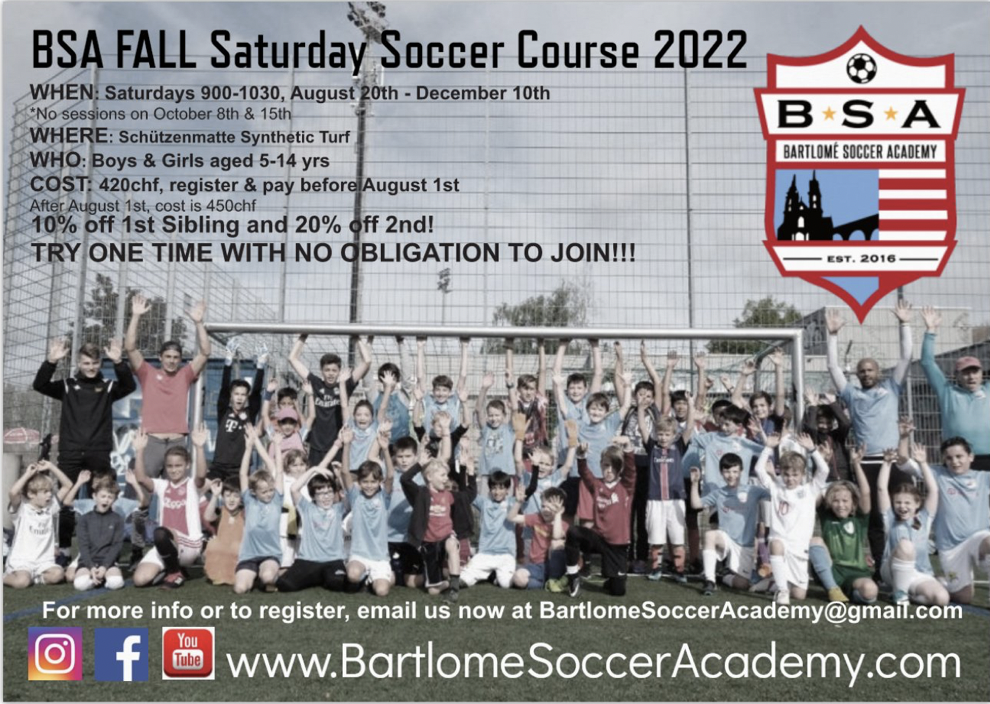 BSA FALL Saturday Soccer Course 2022
WHEN: Saturdays 900-1030, August 20th - December 10th
*No sessions on October 8th & 15th
WHERE: Schützenmatte Synthetic Turf
WHO: Boys & Girls aged 5-14 yrs
COST: 420chf, register & pay before August 1st
After August 1st, cost is 450chf
10% off 1st Sibling and 20% off 2nd!
TRY ONE TIME WITH NO OBLIGATION TO JOIN!!!
B S A
BARTLOMÉ SOCCER ACADEMY
EST. 2016
For more info or to register, email us now at BartlomeSoccerAcademy@gmail.com
You
Tube
www.BartlomeSoccerAcademy.com